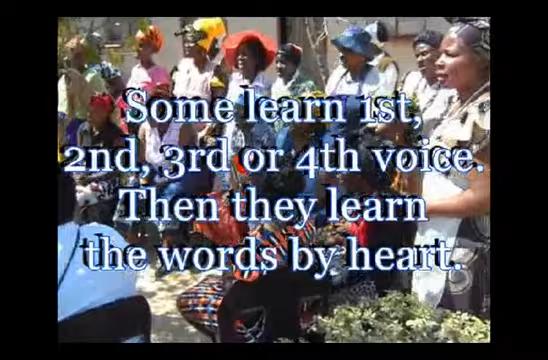 Some learn 1st,
2nd, 3rd or 4th voice.
Then they learn
the words by heart.